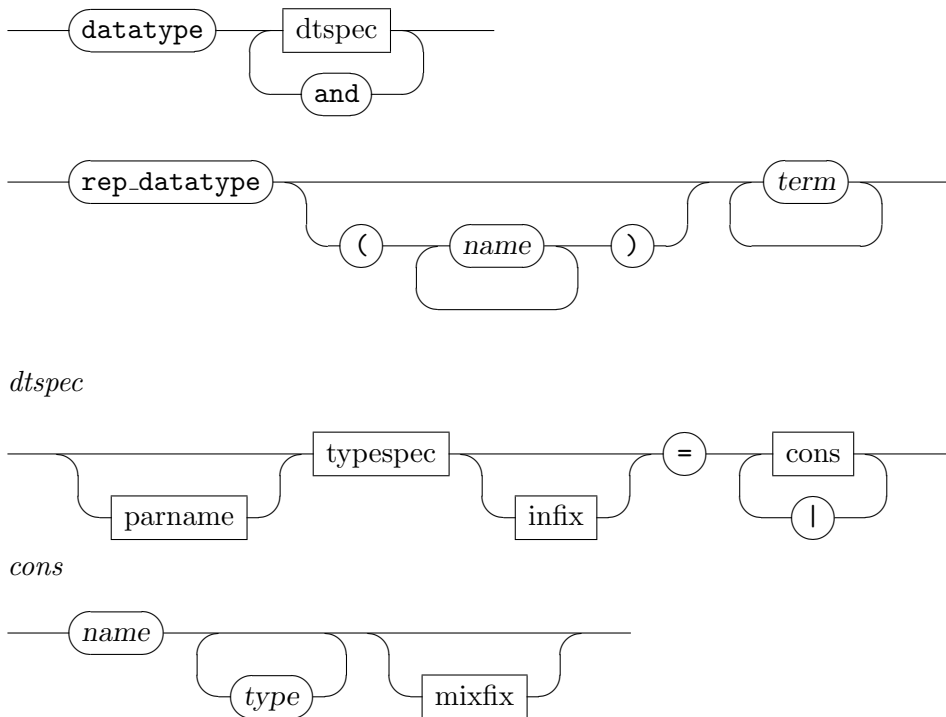 datatype dtspec
and
rep_datatype term
( name )
dtspec
typespec = cons
parname infix |
cons
name
type mixfix